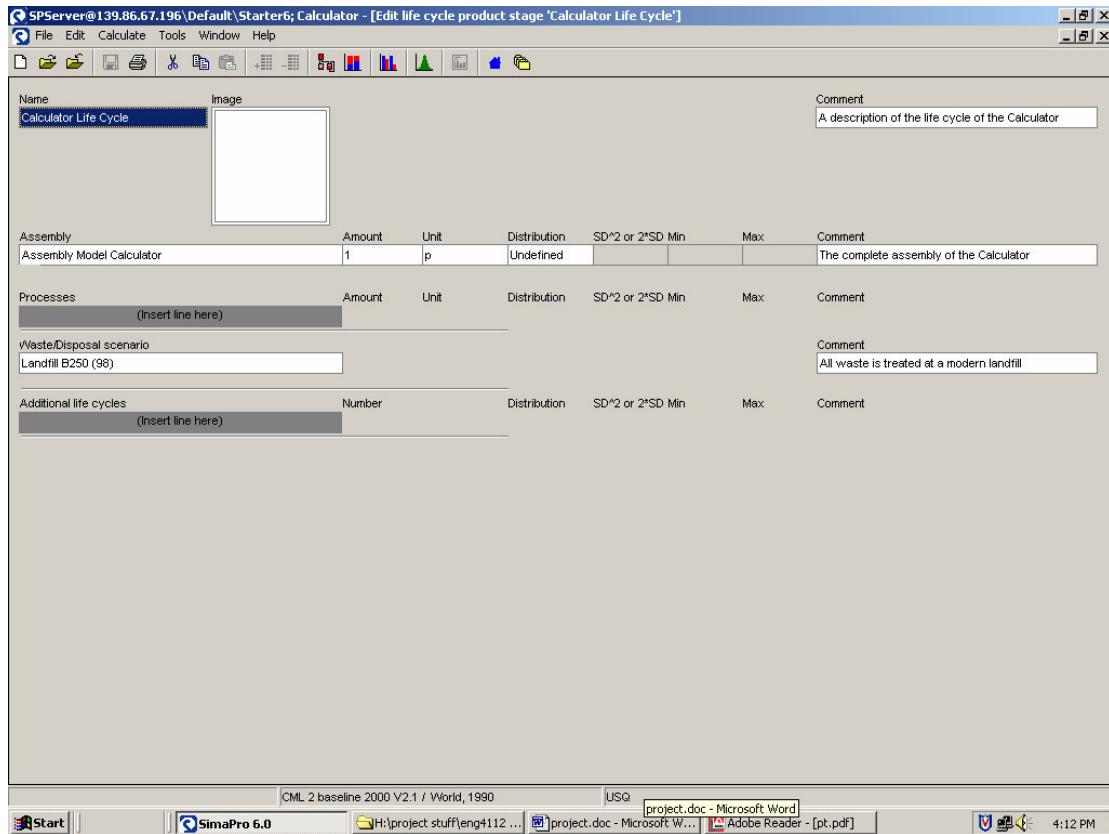 SPServer@139.86.67.196\Default\Starter6; Calculator - [Edit life cycle product stage 'Calculator Life Cycle']
File Edit Calculate Tools Window Help
Name Image Comment
Calculator Life Cycle A description of the life cycle of the Calculator
Assembly Amount Unit Distribution SD^2 or 2*SD Min Max Comment
Assembly Model Calculator 1 p Undefined The complete assembly of the Calculator
Processes Amount Unit Distribution SD^2 or 2*SD Min Max Comment
(Insert line here)
Waste/Disposal scenario Comment
Landfill B250 (98) All waste is treated at a modern landfill
Additional life cycles Number Distribution SD^2 or 2*SD Min Max Comment
(Insert line here)
CML 2 baseline 2000 V2.1 / World, 1990 USQ
project.doc - Microsoft Word
Start SimaPro 6.0 H:\project stuff\eng4112 ... project.doc - Microsoft W... Adobe Reader - [pt.pdf] 4:12 PM